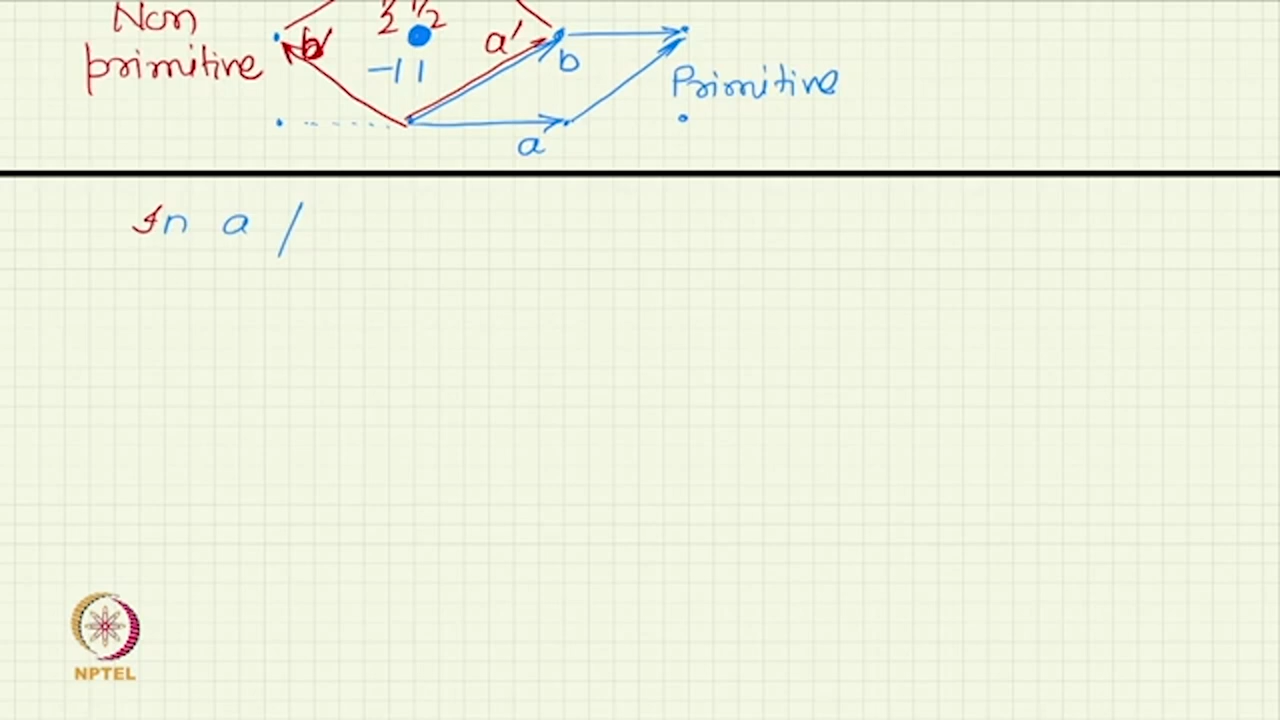 Non
primitive
½ ½
b'
a'
-1 1
b
Primitive
a
In a /
NPTEL